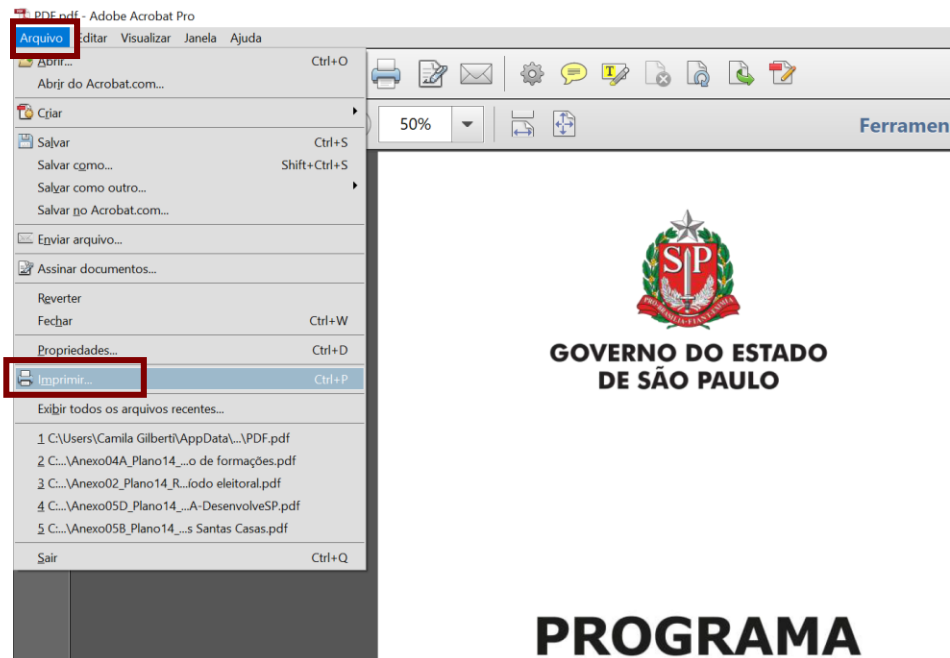 PDF.pdf - Adobe Acrobat Pro
Arquivo Editar Visualizar Janela Ajuda
Abrir... Ctrl+O
Abrir do Acrobat.com...
Criar
Salvar Ctrl+S
Salvar como... Shift+Ctrl+S
Salvar como outro...
Salvar no Acrobat.com...
Enviar arquivo...
Assinar documentos...
Reverter
Fechar Ctrl+W
Propriedades... Ctrl+D
Imprimir... Ctrl+P
Exibir todos os arquivos recentes...
1 C:\Users\Camila Gilberti\AppData\...\PDF.pdf
2 C:...\Anexo04A_Plano14_...o de formações.pdf
3 C:...\Anexo02_Plano14_R...íodo eleitoral.pdf
4 C:...\Anexo05D_Plano14_...A-DesenvolveSP.pdf
5 C:...\Anexo05B_Plano14_...s Santas Casas.pdf
Sair Ctrl+Q
50%
Ferramen
SP
GOVERNO DO ESTADO
DE SÃO PAULO
PROGRAMA